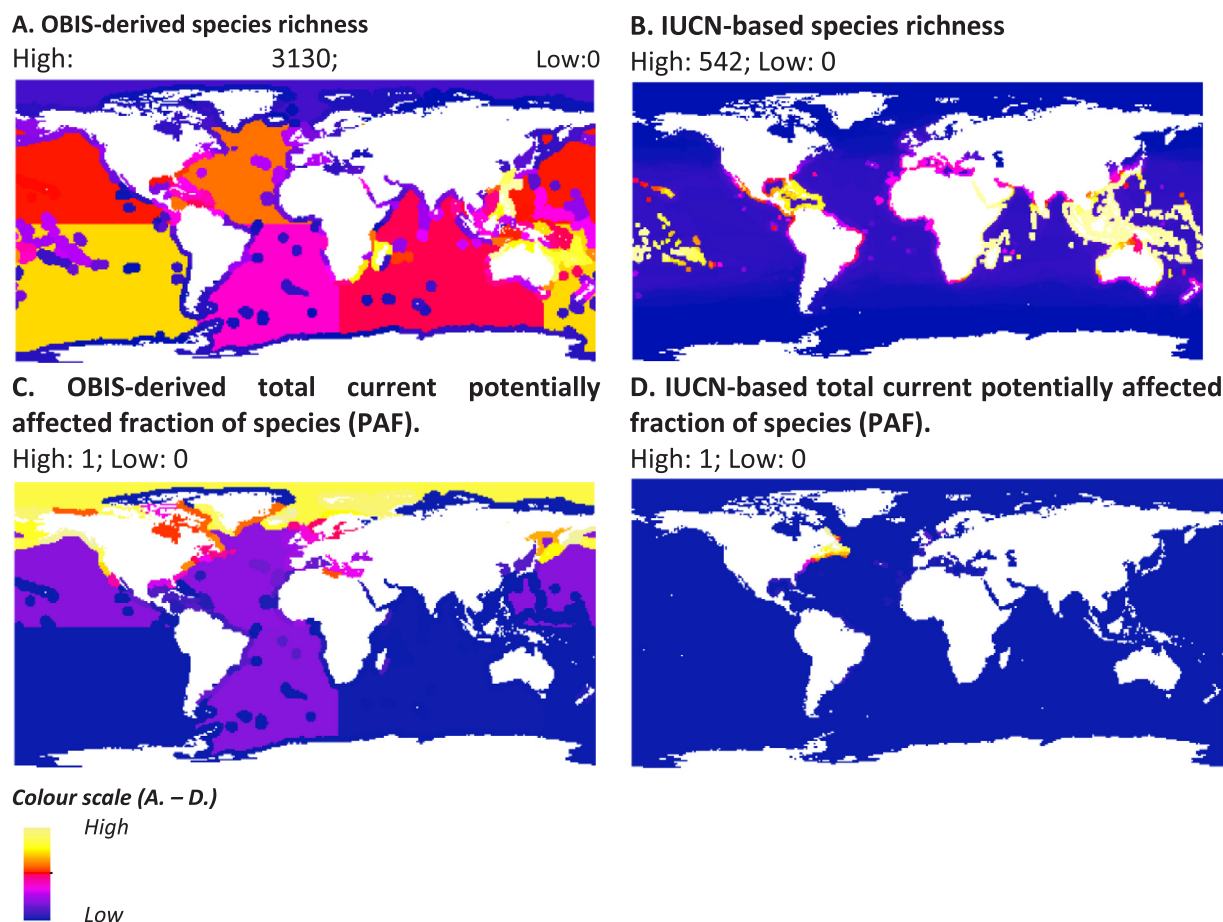 A. OBIS-derived species richness
High: 3130; Low:0
B. IUCN-based species richness
High: 542; Low: 0
C. OBIS-derived total current potentially
affected fraction of species (PAF).
High: 1; Low: 0
D. IUCN-based total current potentially affected
fraction of species (PAF).
High: 1; Low: 0
Colour scale (A. – D.)
High
Low